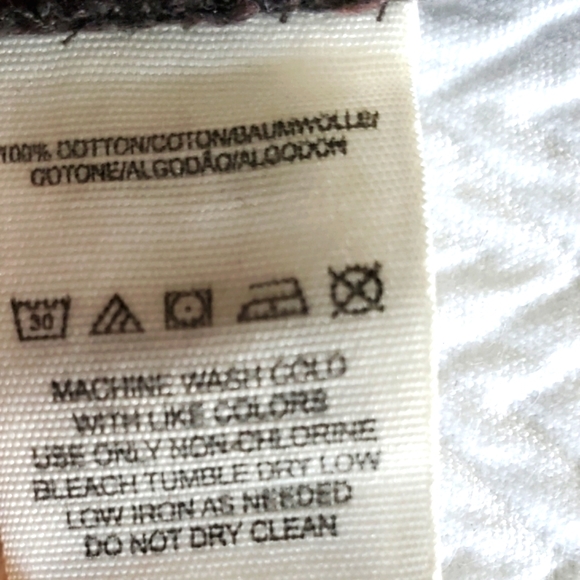 100% COTTON/COTON/BAUMWOLLE/
COTONE/ALGODÃO/ALGODON
30
MACHINE WASH COLD
WITH LIKE COLORS
USE ONLY NON-CHLORINE
BLEACH TUMBLE DRY LOW
LOW IRON AS NEEDED
DO NOT DRY CLEAN